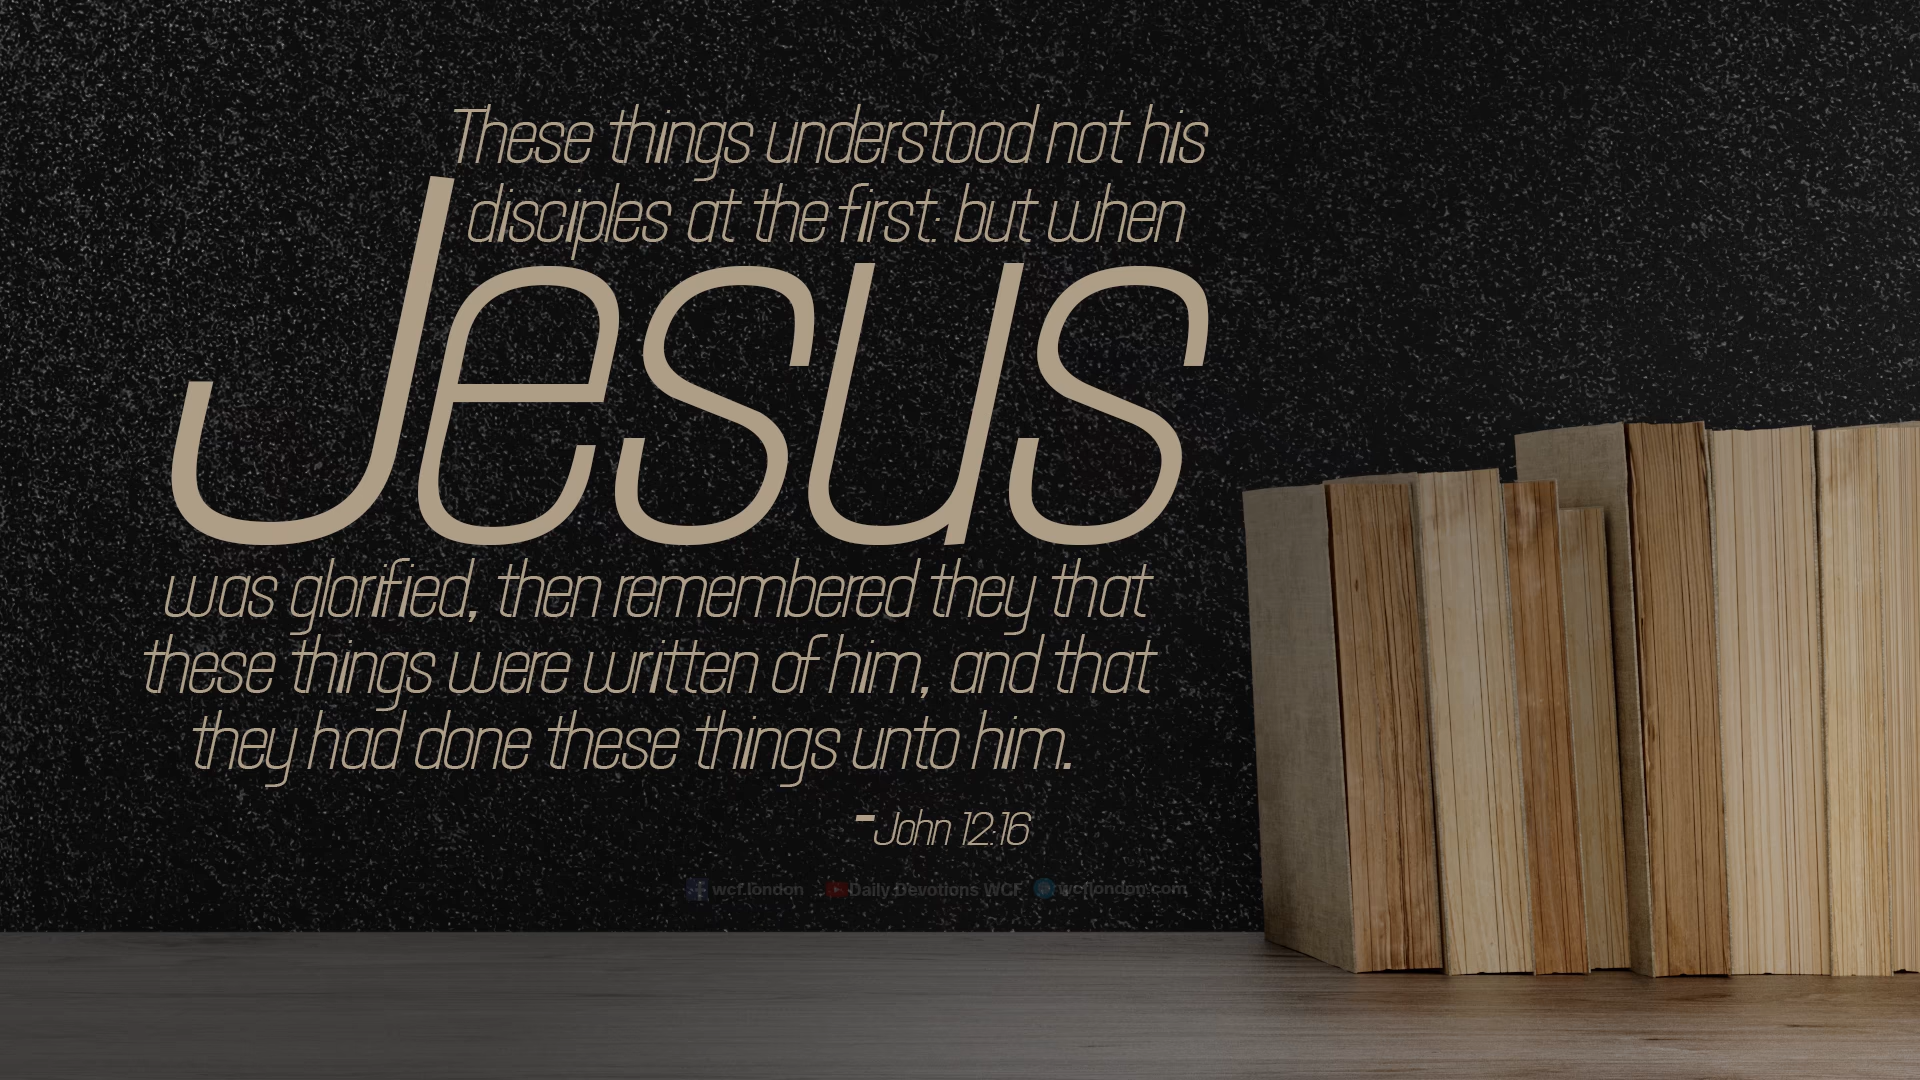 These things understood not his
disciples at the first: but when
Jesus
was glorified, then remembered they that
these things were written of him, and that
they had done these things unto him.
-John 12:16
wcf.london Daily Devotions WCF wcflondon.com